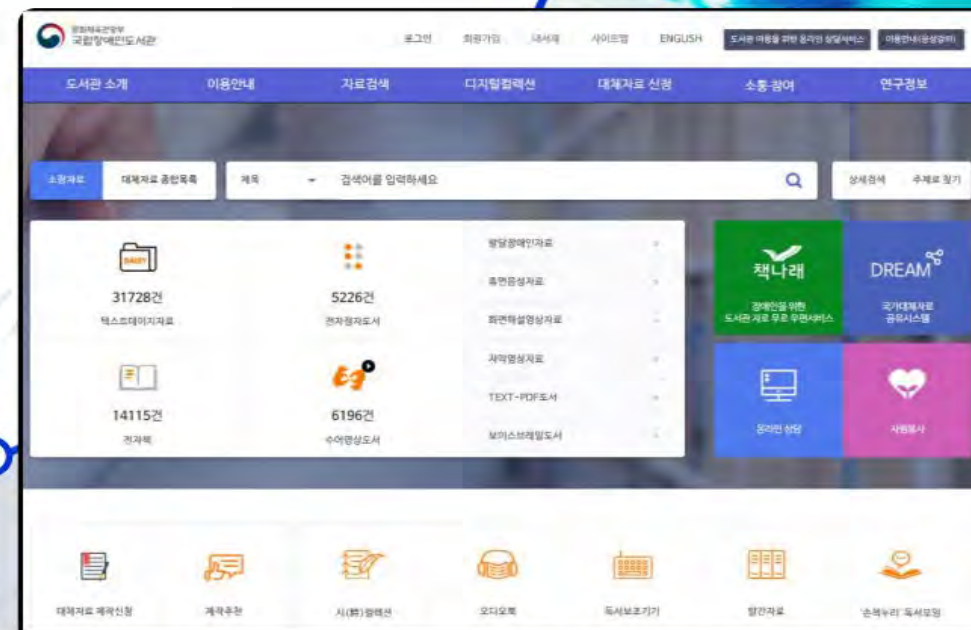 문화체육관광부
국립장애인도서관
로그인 회원가입 내서재 사이트맵 ENGLISH 도서관 이용을 위한 온라인 상담서비스 이용안내(음성강의)
도서관 소개 이용안내 자료검색 디지털컬렉션 대체자료 신청 소통·참여 연구정보
소장자료 대체자료 종합목록 제목 검색어를 입력하세요 상세검색 주제로 찾기
DAISY
31728건
텍스트데이지자료
5226건
전자점자도서
14115건
전자책
6196건
수어영상도서
발달장애인자료
휴먼음성자료
화면해설영상자료
자막영상자료
TEXT-PDF도서
보이스브레일도서
책나래
장애인을 위한
도서관 자료 무료 우편서비스
DREAM
국가대체자료
공유시스템
온라인 상담
자원봉사
대체자료 제작신청 제작추천 시(詩)컬렉션 오디오북 독서보조기기 발간자료 '손책누리' 독서모임